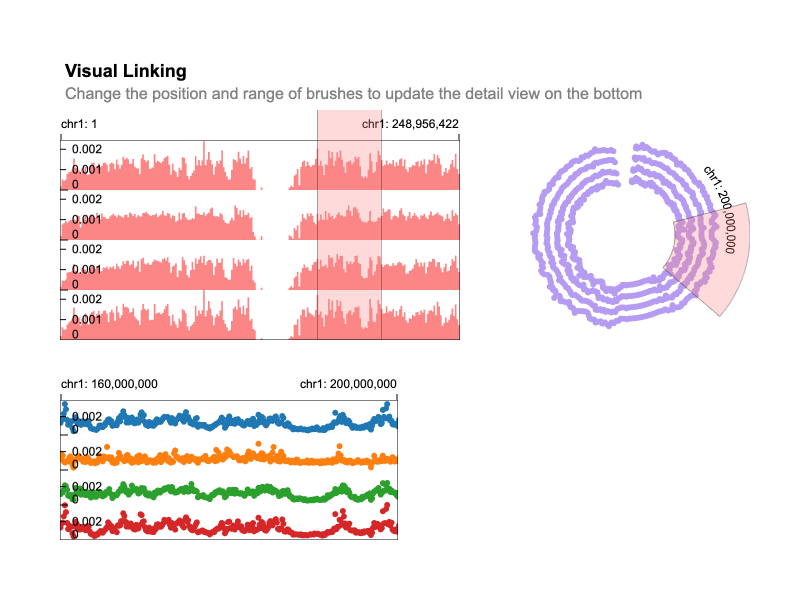 Visual Linking
Change the position and range of brushes to update the detail view on the bottom
chr1: 1
chr1: 248,956,422
0.002
0.001
0
0.002
0.001
0
0.002
0.001
0
0.002
0.001
0
chr1: 200,000,000
chr1: 160,000,000
chr1: 200,000,000
0.002
0
0.002
0
0.002
0
0.002
0